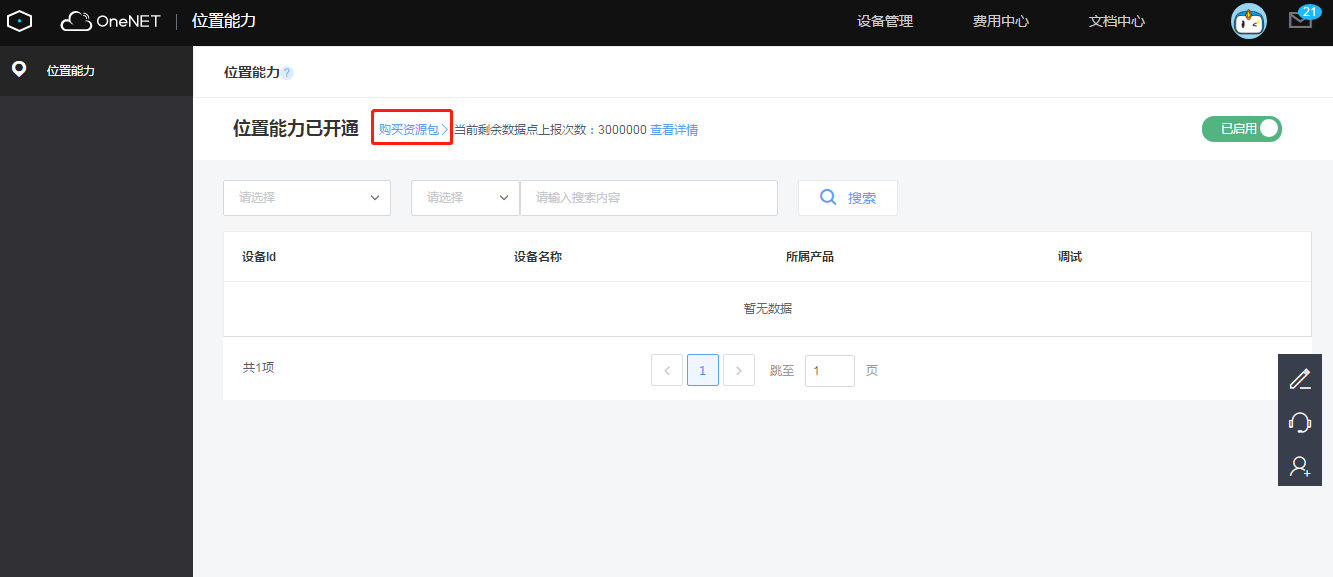 OneNET 位置能力 设备管理 费用中心 文档中心 21
位置能力
位置能力?
位置能力已开通 购买资源包> 当前剩余数据点上报次数：3000000 查看详情 已启用
请选择 请选择 请输入搜索内容 搜索
设备Id 设备名称 所属产品 调试
暂无数据
共1项 < 1 > 跳至 1 页